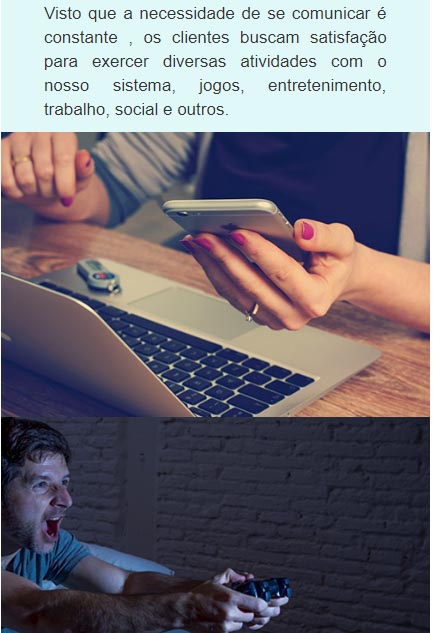 Visto que a necessidade de se comunicar é
constante , os clientes buscam satisfação
para exercer diversas atividades com o
nosso sistema, jogos, entretenimento,
trabalho, social e outros.